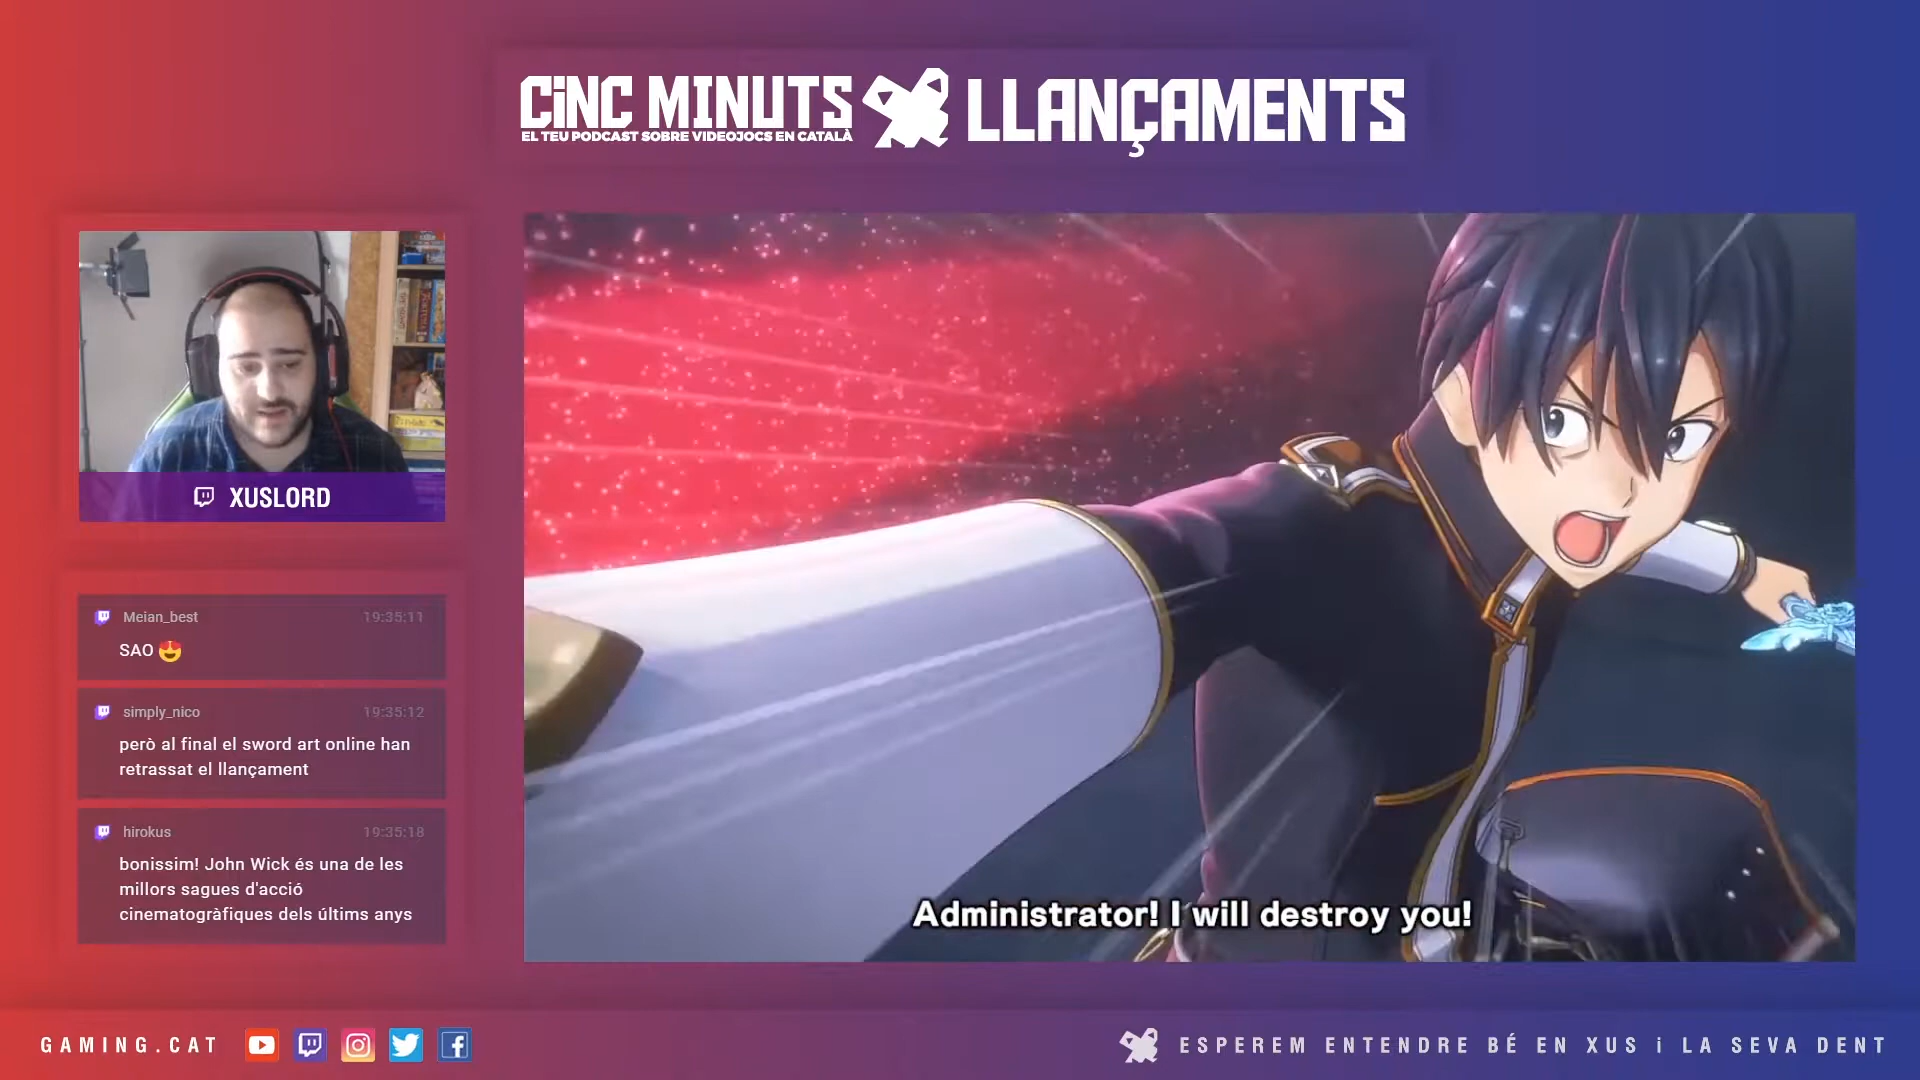 CiNC MINUTS
EL TEU PODCAST SOBRE VIDEOJOCS EN CATALÀ
LLANÇAMENTS
XUSLORD
Meian_best 19:35:11
SAO 😍
simply_nico 19:35:12
però al final el sword art online han
retrassat el llançament
hirokus 19:35:18
bonissim! John Wick és una de les
millors sagues d'acció
cinematogràfiques dels últims anys
Administrator! I will destroy you!
GAMING.CAT
ESPEREM ENTENDRE BÉ EN XUS i LA SEVA DENT